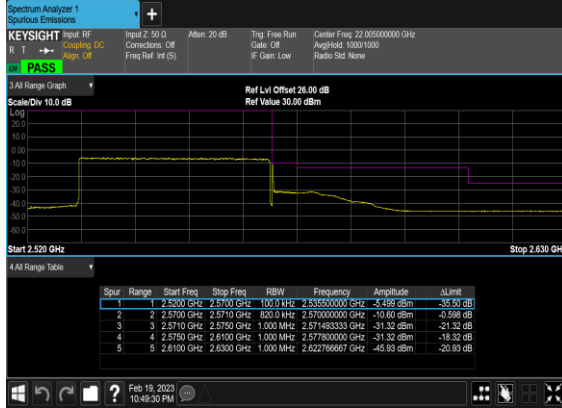 Spectrum Analyzer 1
Spurious Emissions
+
KEYSIGHT Input: RF Input Z: 50 Ω Atten: 20 dB Trig: Free Run Center Freq: 22.005000000 GHz
R T Coupling: DC Corrections: Off Gate: Off Avg|Hold: 1000/1000
Align: Off Freq Ref: Int (S) IF Gain: Low Radio Std: None
PASS
3 All Range Graph
Ref Lvl Offset 26.00 dB
Scale/Div 10.0 dB Ref Value 30.00 dBm
Log
20.0
10.0
0.00
-10.0
-20.0
-30.0
-40.0
-50.0
-60.0
Start 2.520 GHz Stop 2.630 GH
4 All Range Table
Spur Range Start Freq Stop Freq RBW Frequency Amplitude ΔLimit
1 1 2.5200 GHz 2.5700 GHz 100.0 kHz 2.535500000 GHz -5.499 dBm -35.50 dB
2 2 2.5700 GHz 2.5710 GHz 820.0 kHz 2.570000000 GHz -10.60 dBm -0.598 dB
3 3 2.5710 GHz 2.5750 GHz 1.000 MHz 2.571493333 GHz -31.32 dBm -21.32 dB
4 4 2.5750 GHz 2.6100 GHz 1.000 MHz 2.577800000 GHz -31.32 dBm -18.32 dB
5 5 2.6100 GHz 2.6300 GHz 1.000 MHz 2.622766667 GHz -45.93 dBm -20.93 dB
? Feb 19, 2023
10:49:30 PM